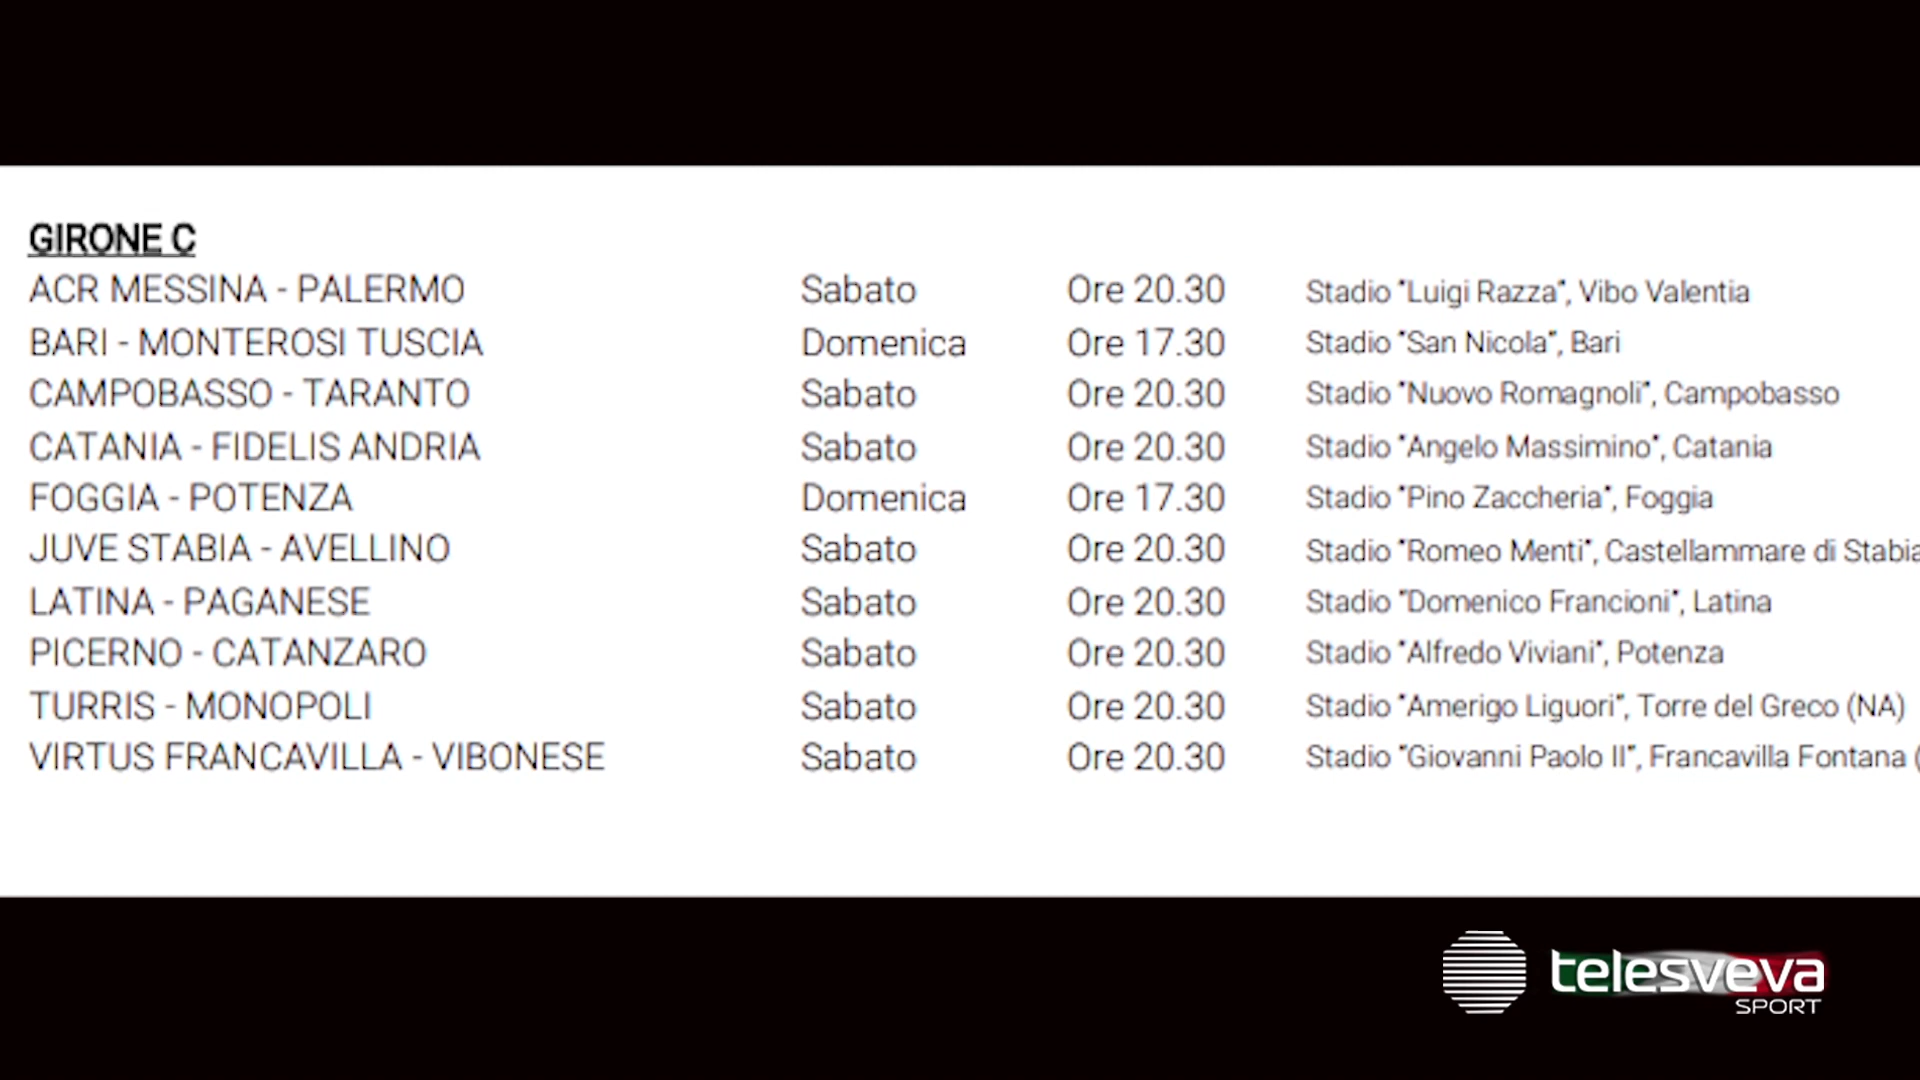 GIRONE C
ACR MESSINA - PALERMO Sabato Ore 20.30 Stadio "Luigi Razza", Vibo Valentia
BARI - MONTEROSI TUSCIA Domenica Ore 17.30 Stadio "San Nicola", Bari
CAMPOBASSO - TARANTO Sabato Ore 20.30 Stadio "Nuovo Romagnoli", Campobasso
CATANIA - FIDELIS ANDRIA Sabato Ore 20.30 Stadio "Angelo Massimino", Catania
FOGGIA - POTENZA Domenica Ore 17.30 Stadio "Pino Zaccheria", Foggia
JUVE STABIA - AVELLINO Sabato Ore 20.30 Stadio "Romeo Menti", Castellammare di Stabia
LATINA - PAGANESE Sabato Ore 20.30 Stadio "Domenico Francioni", Latina
PICERNO - CATANZARO Sabato Ore 20.30 Stadio "Alfredo Viviani", Potenza
TURRIS - MONOPOLI Sabato Ore 20.30 Stadio "Amerigo Liguori", Torre del Greco (NA)
VIRTUS FRANCAVILLA - VIBONESE Sabato Ore 20.30 Stadio "Giovanni Paolo II", Francavilla Fontana (
telesveva
SPORT